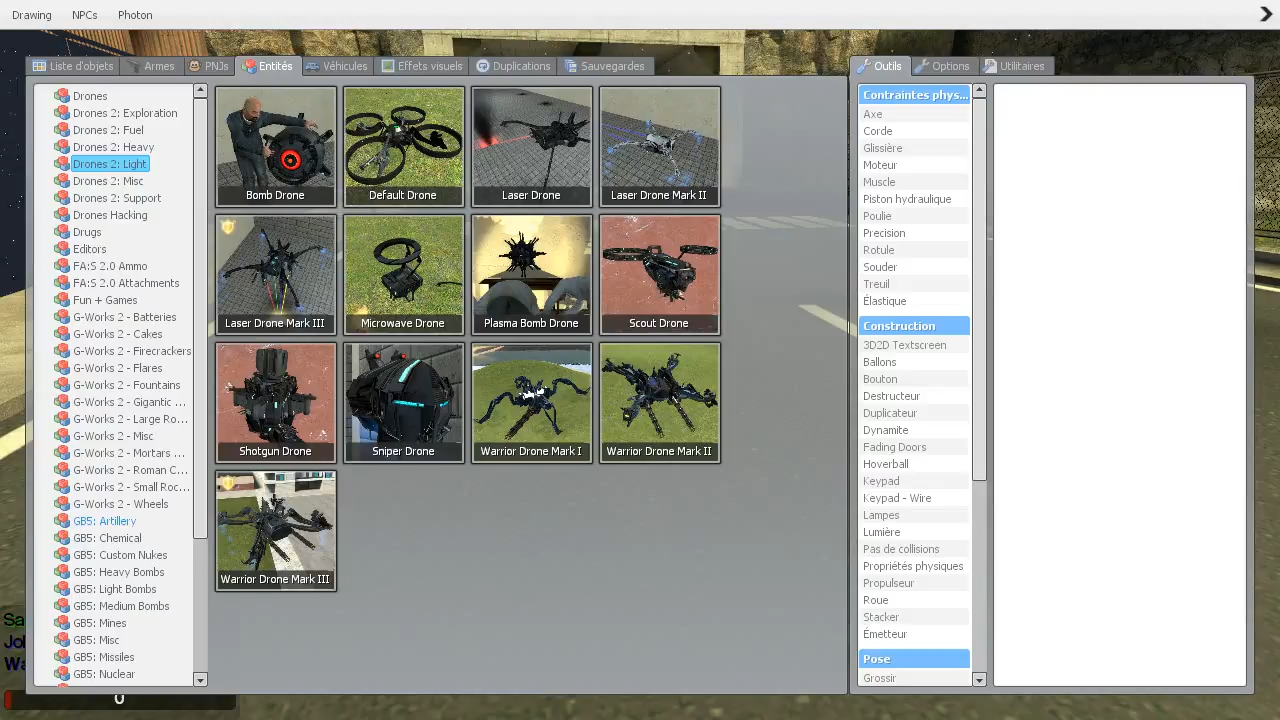 Drawing NPCs Photon
Liste d'objets Armes PNJs Entités Véhicules Effets visuels Duplications Sauvegardes
Drones
Drones 2: Exploration
Drones 2: Fuel
Drones 2: Heavy
Drones 2: Light
Drones 2: Misc
Drones 2: Support
Drones Hacking
Drugs
Editors
FA:S 2.0 Ammo
FA:S 2.0 Attachments
Fun + Games
G-Works 2 - Batteries
G-Works 2 - Cakes
G-Works 2 - Firecrackers
G-Works 2 - Flares
G-Works 2 - Fountains
G-Works 2 - Gigantic ...
G-Works 2 - Large Ro...
G-Works 2 - Misc
G-Works 2 - Mortars ...
G-Works 2 - Roman C...
G-Works 2 - Small Roc...
G-Works 2 - Wheels
GB5: Artillery
GB5: Chemical
GB5: Custom Nukes
GB5: Heavy Bombs
GB5: Light Bombs
GB5: Medium Bombs
GB5: Mines
GB5: Misc
GB5: Missiles
GB5: Nuclear
Bomb Drone Default Drone Laser Drone Laser Drone Mark II
Laser Drone Mark III Microwave Drone Plasma Bomb Drone Scout Drone
Shotgun Drone Sniper Drone Warrior Drone Mark I Warrior Drone Mark II
Warrior Drone Mark III
Outils Options Utilitaires
Contraintes phys...
Axe
Corde
Glissière
Moteur
Muscle
Piston hydraulique
Poulie
Precision
Rotule
Souder
Treuil
Élastique
Construction
3D2D Textscreen
Ballons
Bouton
Destructeur
Duplicator
Dynamite
Fading Doors
Hoverball
Keypad
Keypad - Wire
Lampes
Lumière
Pas de collisions
Propriétés physiques
Propulseur
Roue
Stacker
Émetteur
Pose
Grossir
Sa
Jo
Wa
0